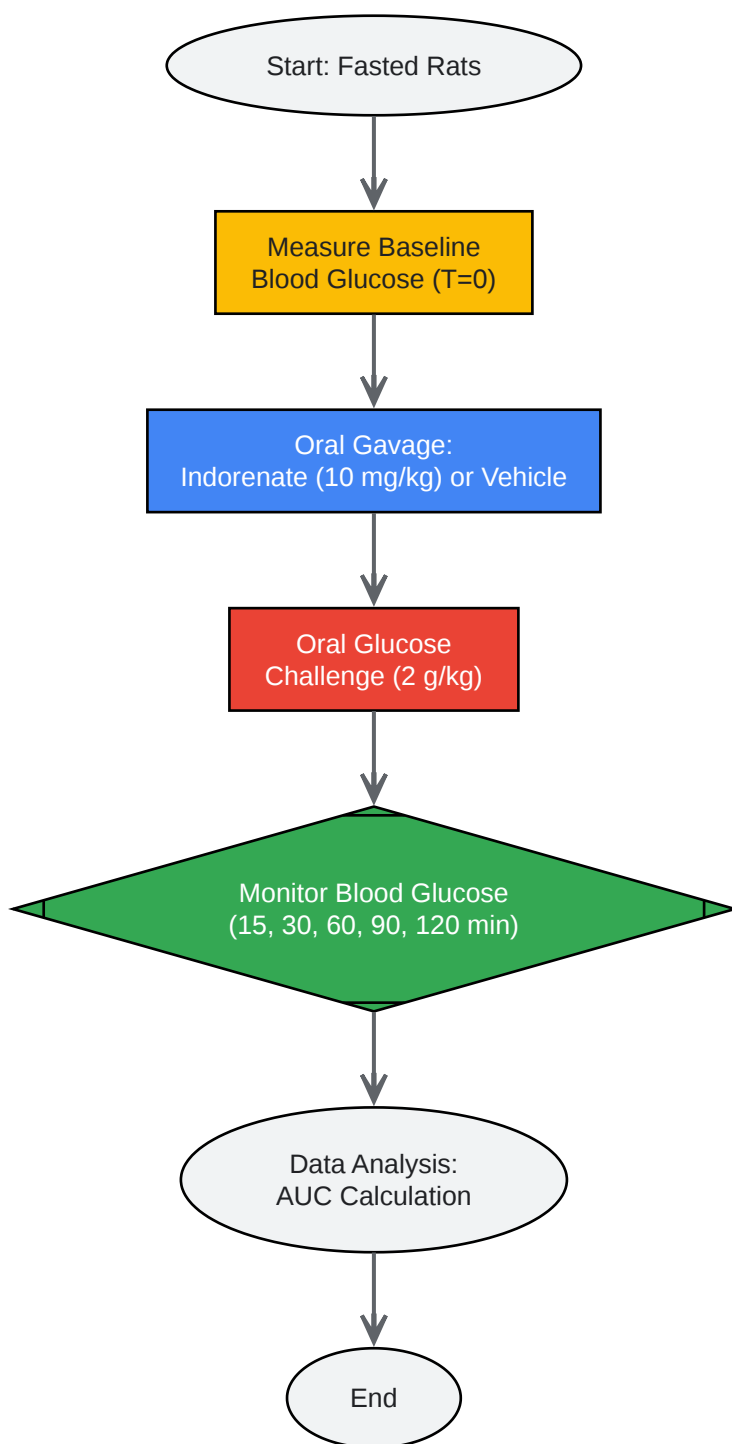 Start: Fasted Rats
Measure Baseline
Blood Glucose (T=0)
Oral Gavage:
Indorenate (10 mg/kg) or Vehicle
Oral Glucose
Challenge (2 g/kg)
Monitor Blood Glucose
(15, 30, 60, 90, 120 min)
Data Analysis:
AUC Calculation
End